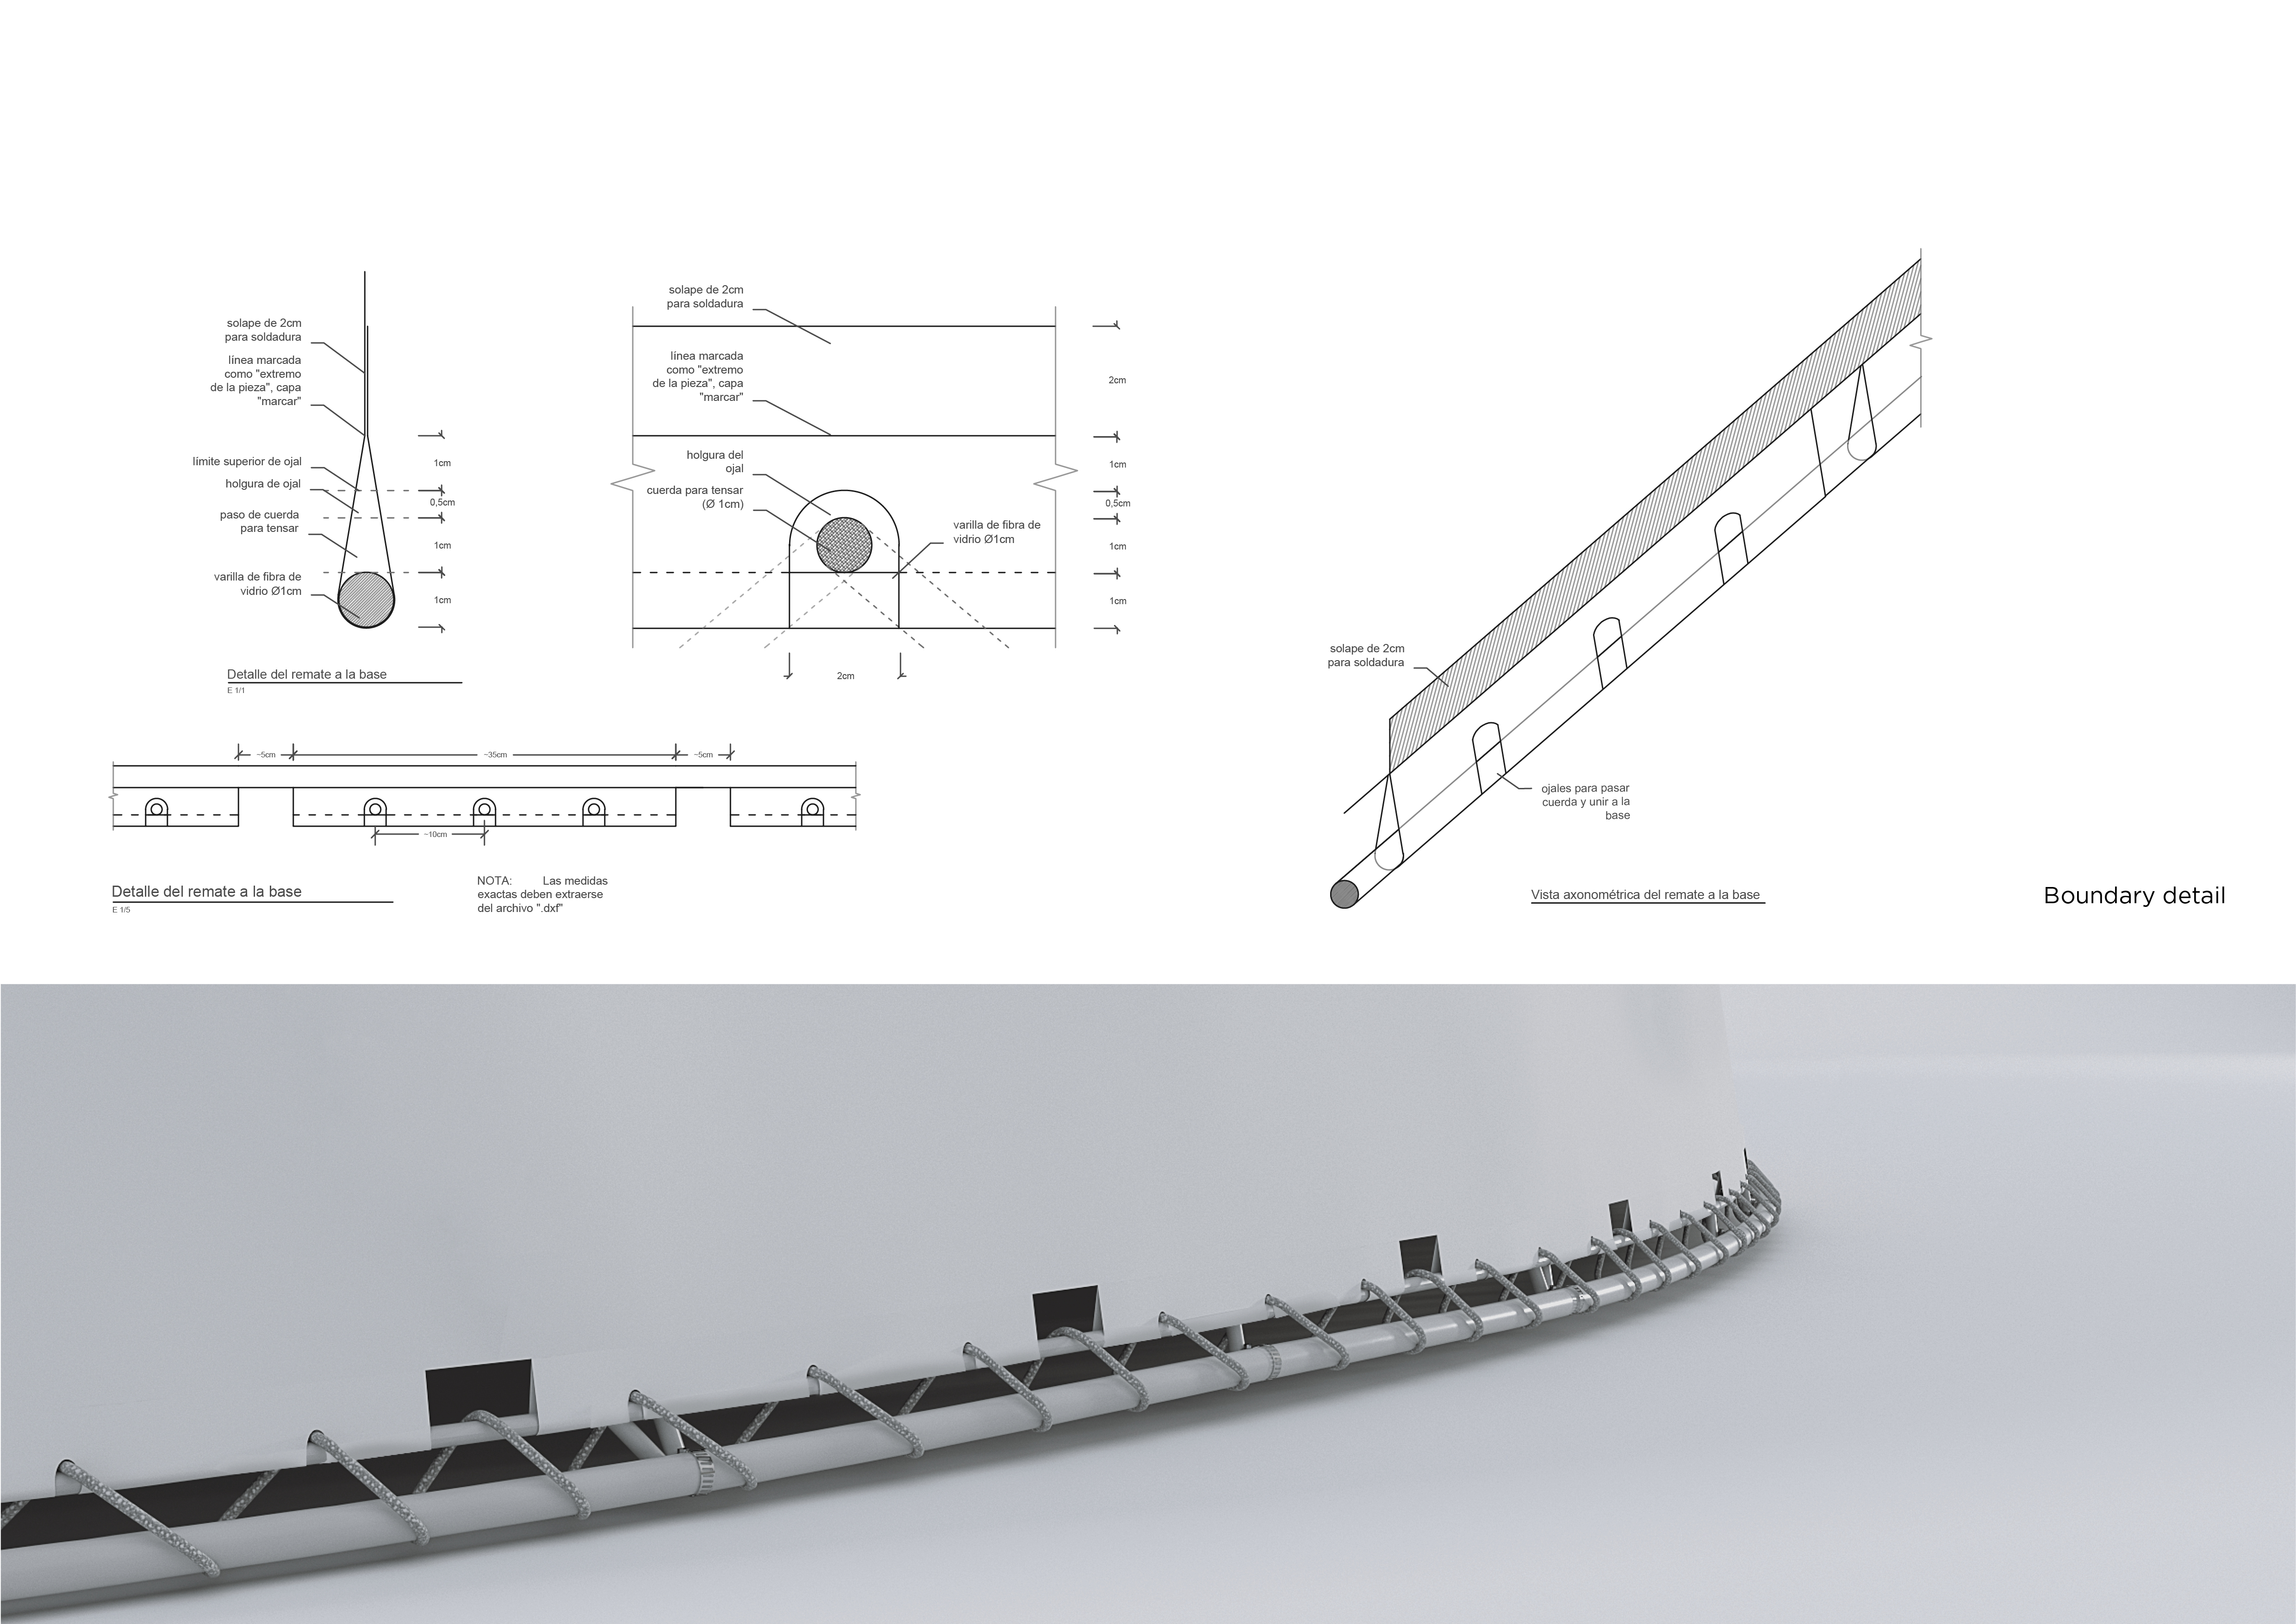 solape de 2cm
para soldadura
línea marcada
como "extremo
de la pieza", capa
"marcar"
límite superior de ojal
holgura de ojal
paso de cuerda
para tensar
varilla de fibra de
vidrio Ø1cm
1cm
0,5cm
1cm
1cm
Detalle del remate a la base
E 1/1
solape de 2cm
para soldadura
línea marcada
como "extremo
de la pieza", capa
"marcar"
holgura del
ojal
cuerda para tensar
(Ø 1cm)
varilla de fibra de
vidrio Ø1cm
2cm
1cm
0,5cm
1cm
1cm
2cm
~5cm
~35cm
~5cm
~10cm
Detalle del remate a la base
E 1/5
NOTA: Las medidas
exactas deben extraerse
del archivo ".dxf"
solape de 2cm
para soldadura
ojales para pasar
cuerda y unir a la
base
Vista axonométrica del remate a la base
Boundary detail